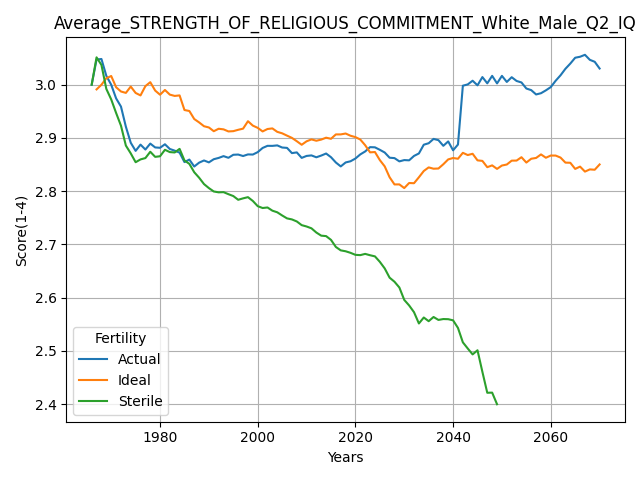 Average_STRENGTH_OF_RELIGIOUS_COMMITMENT_White_Male_Q2_IQ
3.0
2.9
2.8
2.7
2.6
2.5
2.4
Score(1-4)
Fertility
Actual
Ideal
Sterile
1980 2000 2020 2040 2060
Years